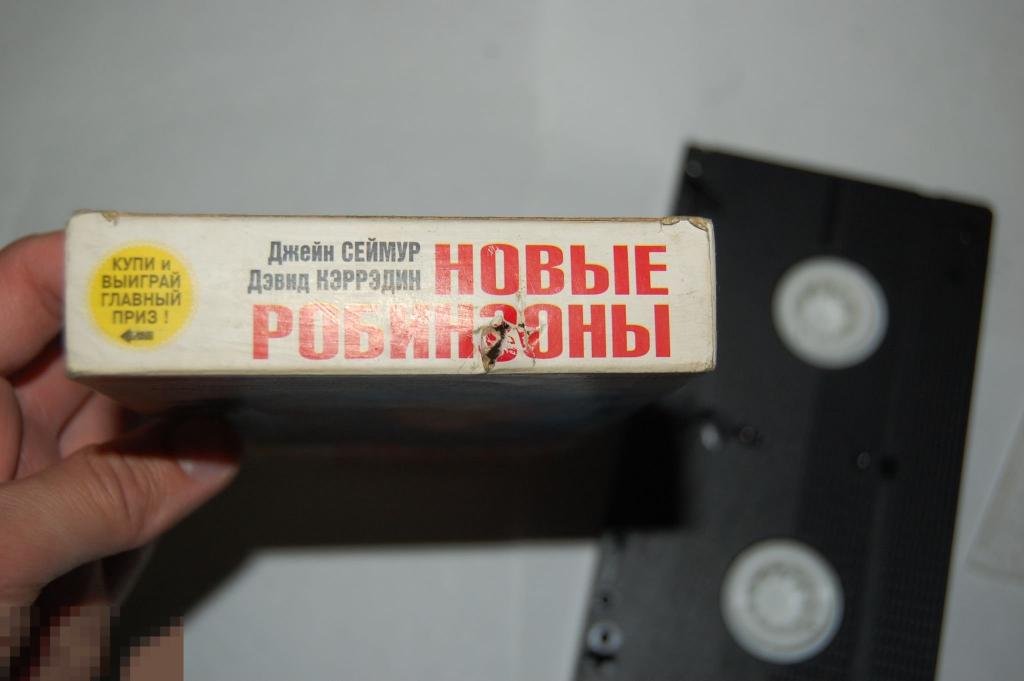 КУПИ и
ВЫИГРАЙ
ГЛАВНЫЙ
ПРИЗ !
Джейн СЕЙМУР
Дэвид КЭРРЭДИН
НОВЫЕ
РОБИНЗОНЫ